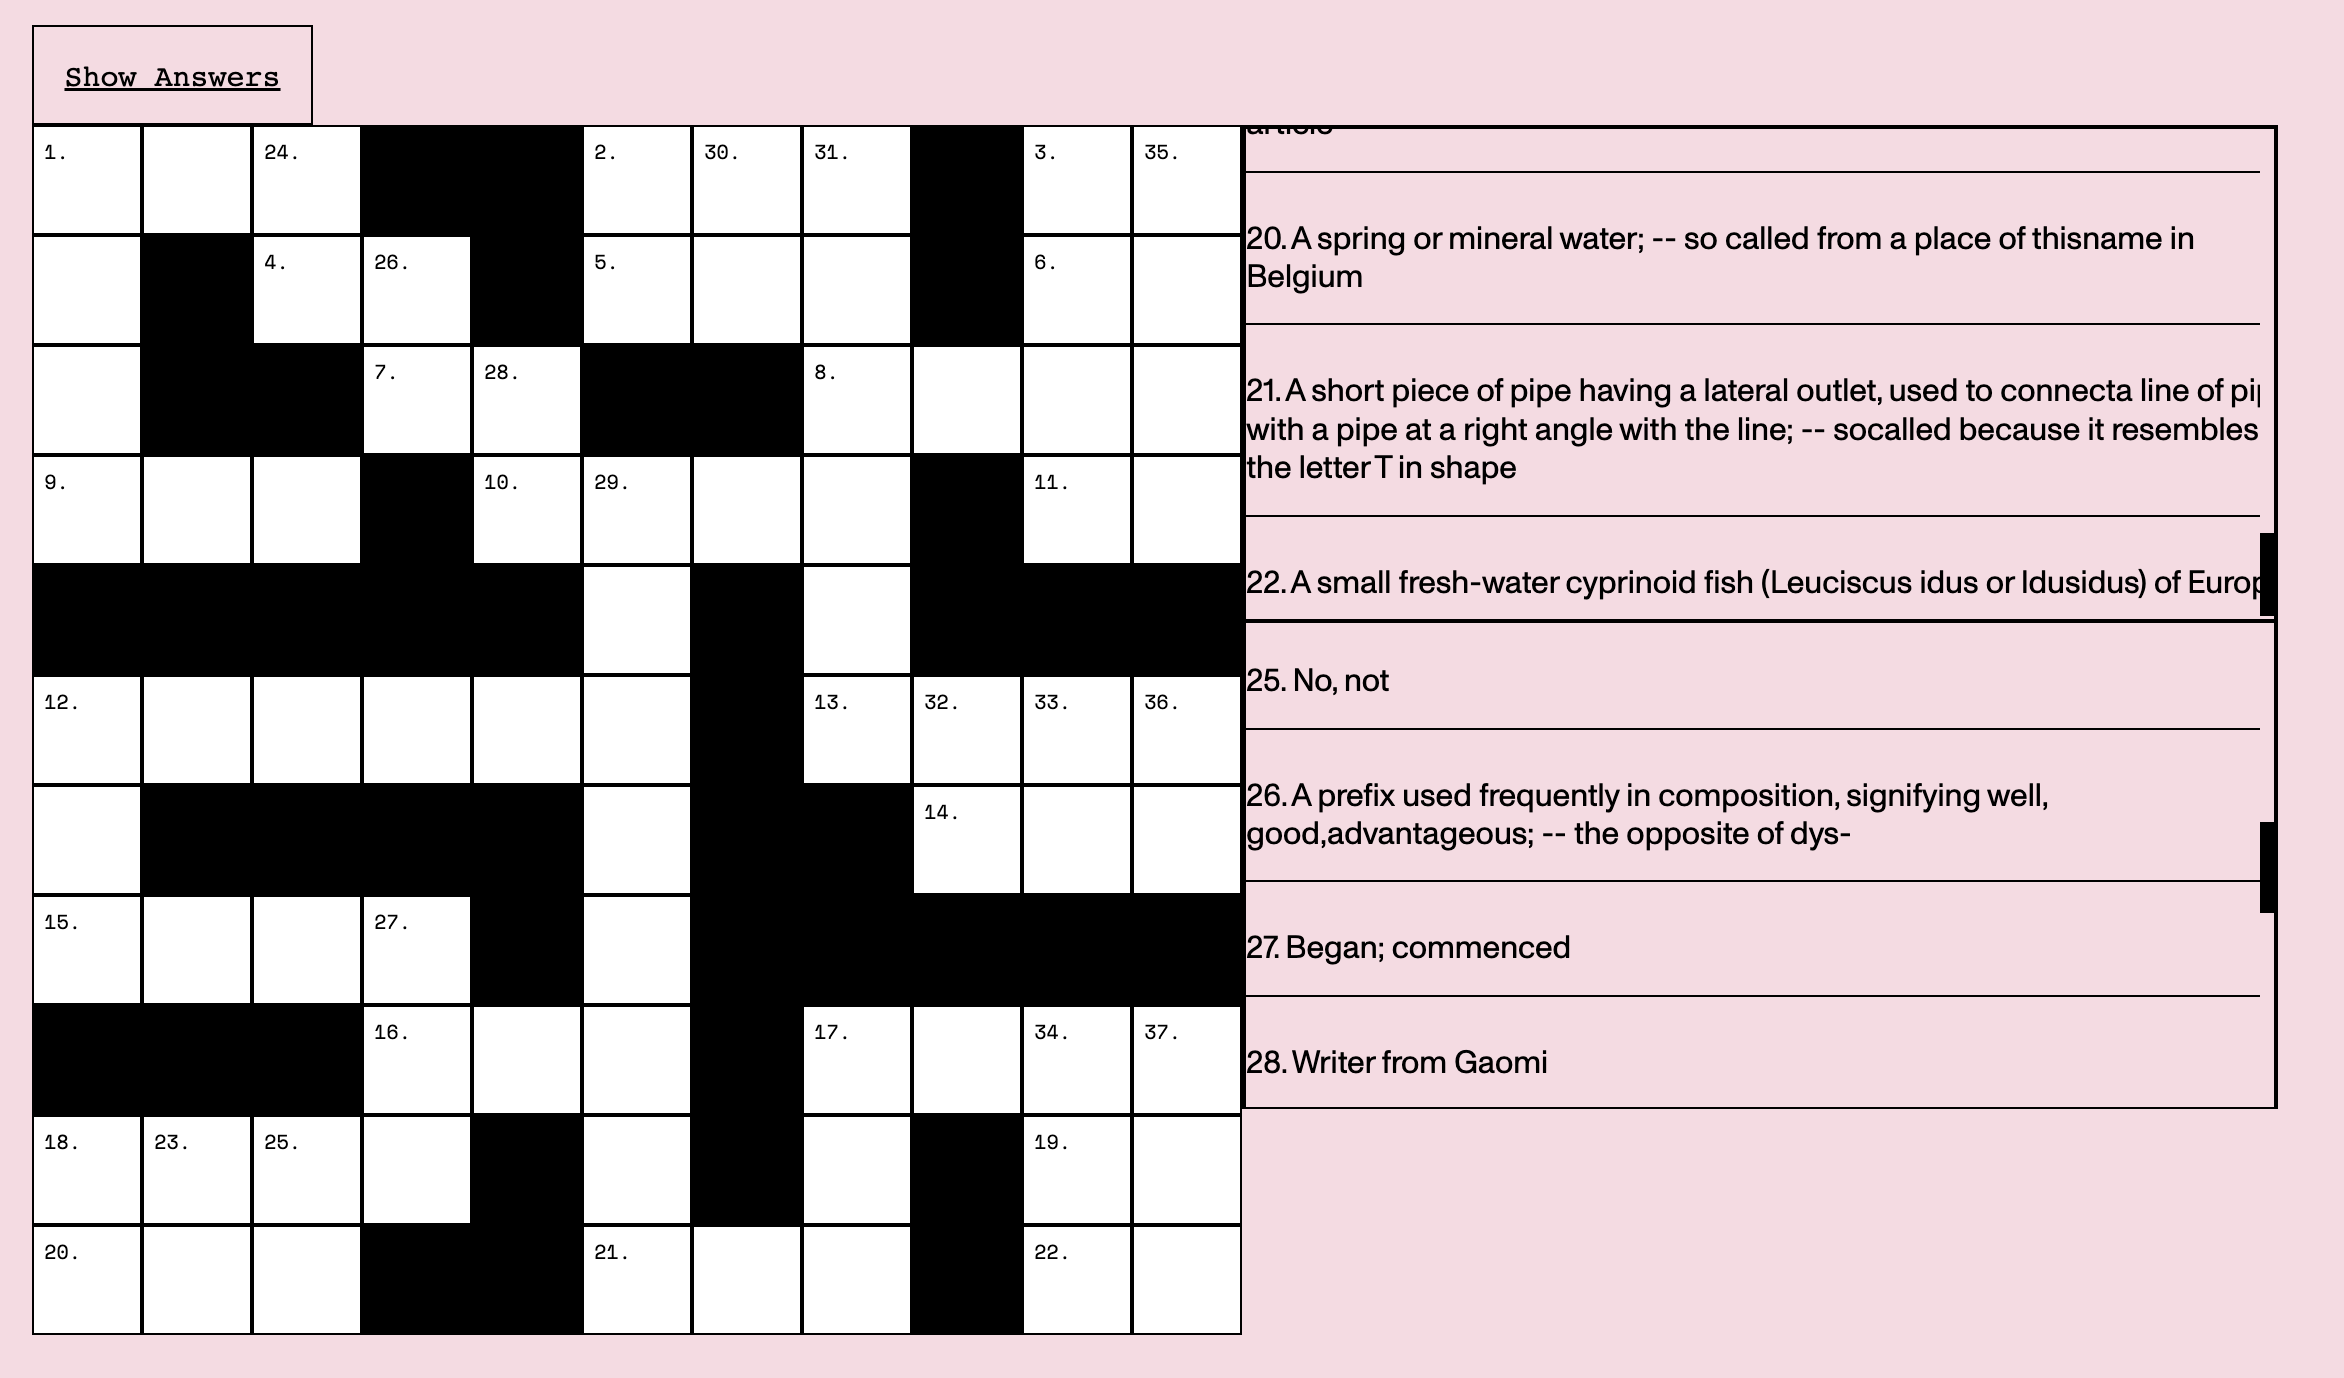 Show Answers
1. 24. 2. 30. 31. 3. 35.
4. 26. 5. 6.
7. 28. 8.
9. 10. 29. 11.
12. 13. 32. 33. 36.
14.
15. 27.
16. 17. 34. 37.
18. 23. 25. 19.
20. 21. 22.
article
20. A spring or mineral water; -- so called from a place of thisname in
Belgium
21. A short piece of pipe having a lateral outlet, used to connecta line of
with a pipe at a right angle with the line; -- socalled because it resembles
the letter T in shape
22. A small fresh-water cyprinoid fish (Leuciscus idus or Idusidus) of
25. No, not
26. A prefix used frequently in composition, signifying well,
good,advantageous; -- the opposite of dys-
27. Began; commenced
28. Writer from Gaomi